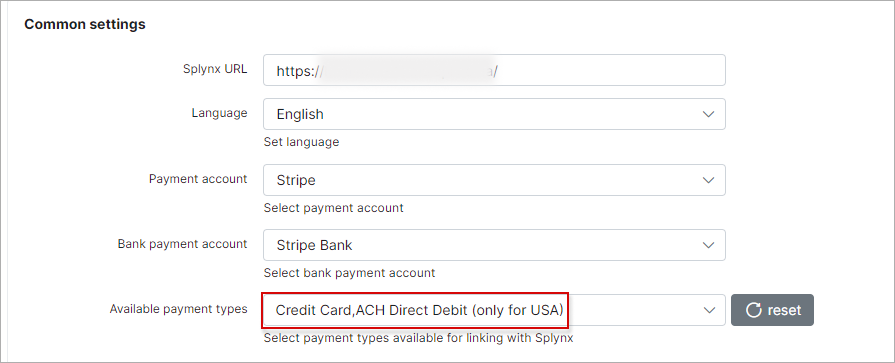 Common settings
Splynx URL
https:/ /
Language
English
Set language
Payment account
Stripe
Select payment account
Bank payment account
Stripe Bank
Select bank payment account
Available payment types
Credit Card,ACH Direct Debit (only for USA)
reset
Select payment types available for linking with Splynx